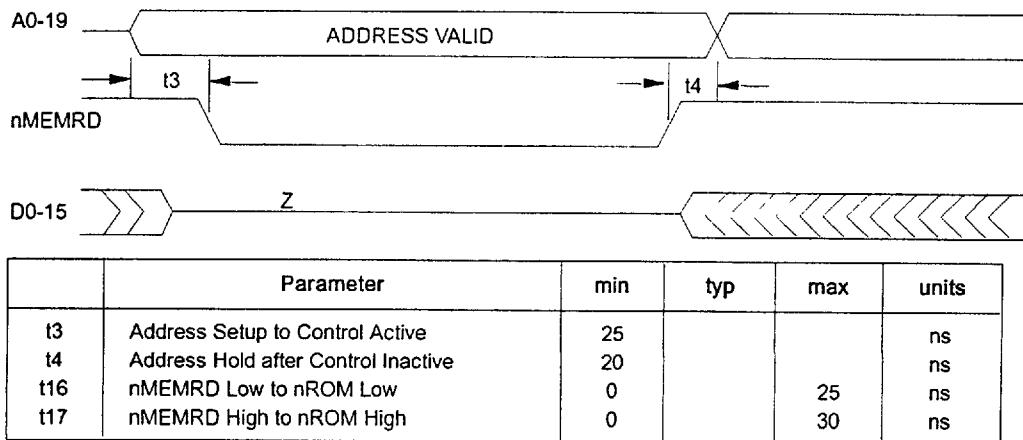 A0-19
ADDRESS VALID
t3
t4
nMEMRD
D0-15
Z
Parameter min typ max units
t3 Address Setup to Control Active 25 ns
t4 Address Hold after Control Inactive 20 ns
t16 nMEMRD Low to nROM Low 0 25 ns
t17 nMEMRD High to nROM High 0 30 ns